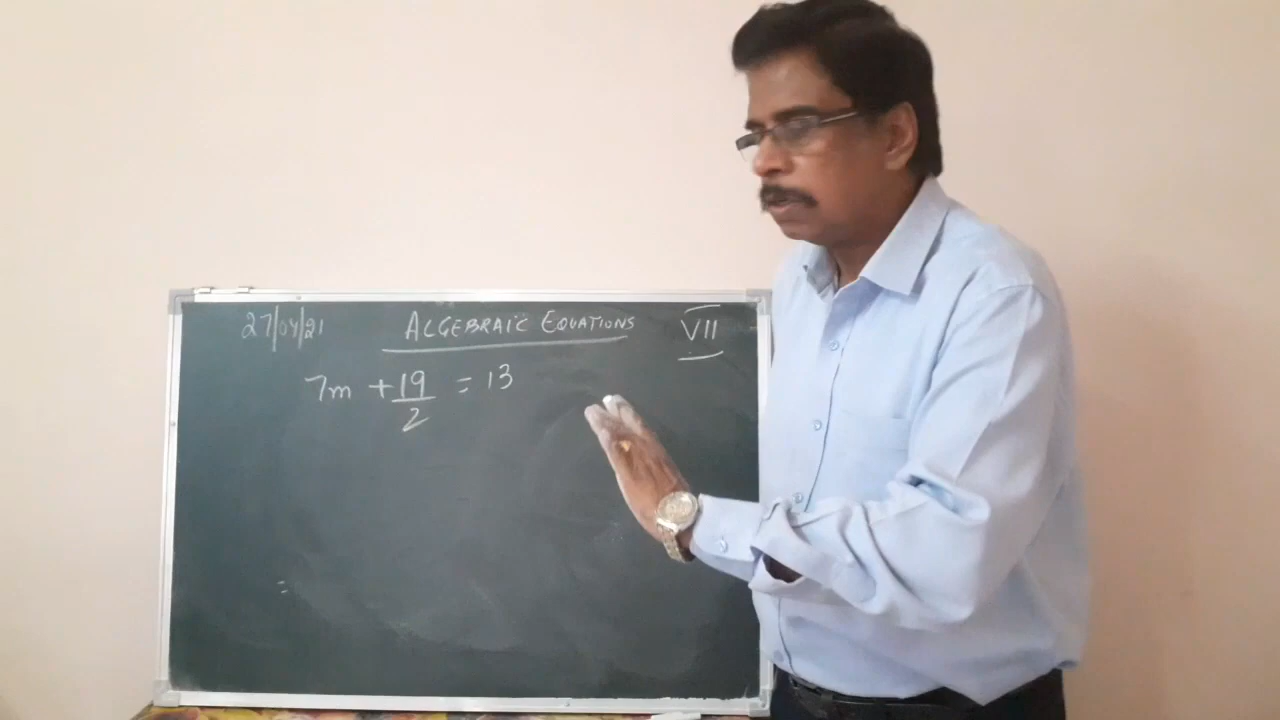 27/04/21 ALGEBRAIC EQUATIONS VII
7m + 19/2 = 13
=